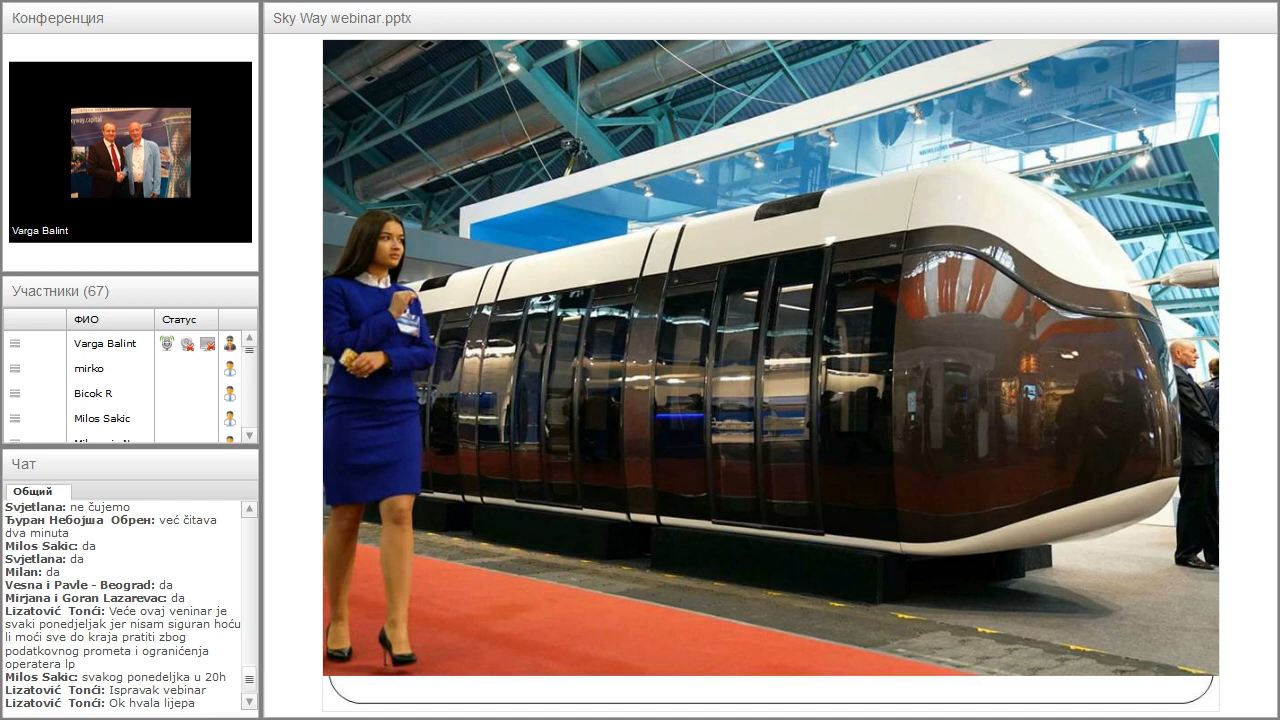 Конференция
Sky Way webinar.pptx
skyway.capital
Varga Balint
Участники (67)
ФИО
Статус
Varga Balint
mirko
Bicok R
Milos Sakic
Чат
Общий
Svjetlana: ne čujemo
Ђуран Небојша Обрен: već čitava
dva minuta
Milos Sakic: da
Svjetlana: da
Milan: da
Vesna i Pavle - Beograd: da
Mirjana i Goran Lazarevac: da
Lizatović Tonći: Veće ovaj veninar je
svaki ponedjeljak jer nisam siguran hoću
li moći sve do kraja pratiti zbog
podatkovnog prometa i ogranićenja
operatera lp
Milos Sakic: svakog ponedeljka u 20h
Lizatović Tonći: Ispravak vebinar
Lizatović Tonći: Ok hvala lijepa